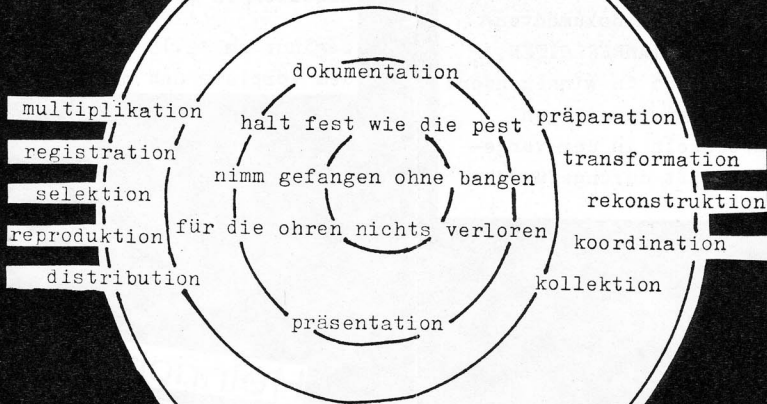 dokumentation
multiplikation
präparation
halt fest wie die pest
registration
transformation
nimm gefangen ohne bangen
selektion
rekonstruktion
für die ohren nichts verloren
reproduktion
koordination
distribution
kollektion
präsentation